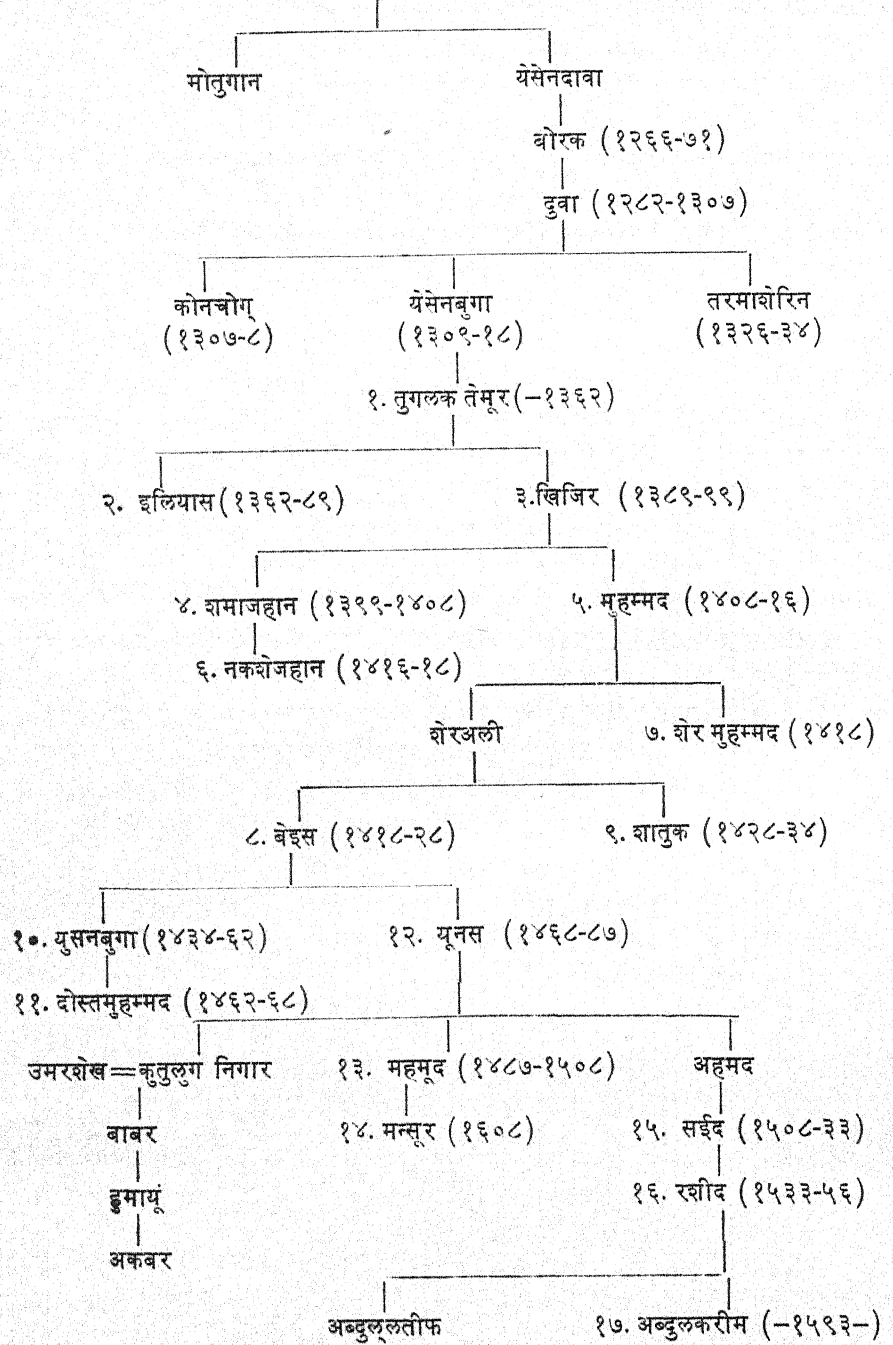 मोतुगान येसेनदावा
बोरक (१२६६-७१)
दुवा (१२८२-१३०७)
कोनचोग् येसेनबुगा तरमाशेरिन
(१३०७-८) (१३०९-१८) (१३२६-३४)
१. तुगलक तेमूर(-१३६२)
२. इलियास(१३६२-८९) ३.खिजिर (१३८९-९९)
४. शमाजहान (१३९९-१४०८) ५. मुहम्मद (१४०८-१६)
६. नकशेजहान (१४१६-१८)
शेरअली ७. शेर मुहम्मद (१४१८)
८. बेइस (१४१८-२८) ९. शातुक (१४२८-३४)
१०. युसनबुगा(१४३४-६२) १२. यूनस (१४६८-८७)
११. दोस्तमुहम्मद (१४६२-६८)
उमरशेख=कुतुलुग निगार १३. महमूद (१४८७-१५०८) अहमद
बाबर १४. मन्सूर (१६०८) १५. सईद (१५०८-३३)
हुमायूं १६. रशीद (१५३३-५६)
अकबर
अब्दुल्लतीफ १७. अब्दुलकरीम (-१५९३-)